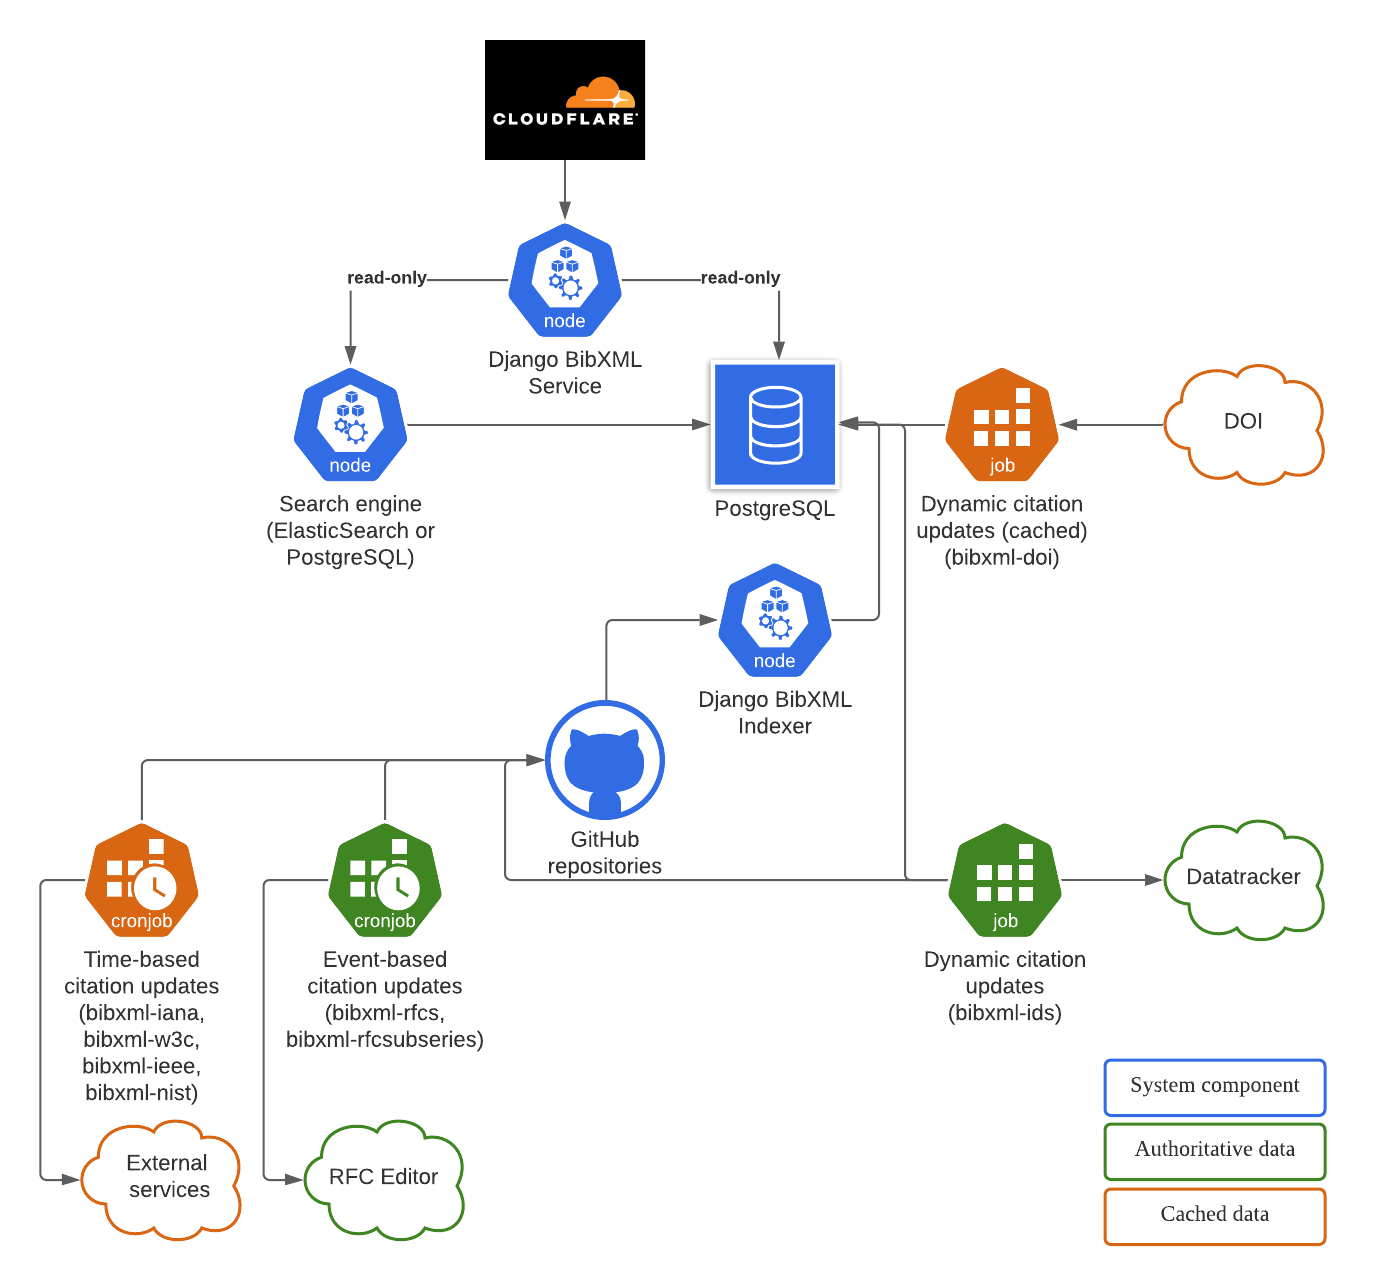 CLOUDFLARE
read-only
read-only
node
Django BibXML
Service
node
Search engine
(ElasticSearch or
PostgreSQL)
PostgreSQL
job
Dynamic citation
updates (cached)
(bibxml-doi)
DOI
node
Django BibXML
Indexer
GitHub
repositories
cronjob
Time-based
citation updates
(bibxml-iana,
bibxml-w3c,
bibxml-ieee,
bibxml-nist)
cronjob
Event-based
citation updates
(bibxml-rfcs,
bibxml-rfcsubseries)
job
Dynamic citation
updates
(bibxml-ids)
Datatracker
External
services
RFC Editor
System component
Authoritative data
Cached data